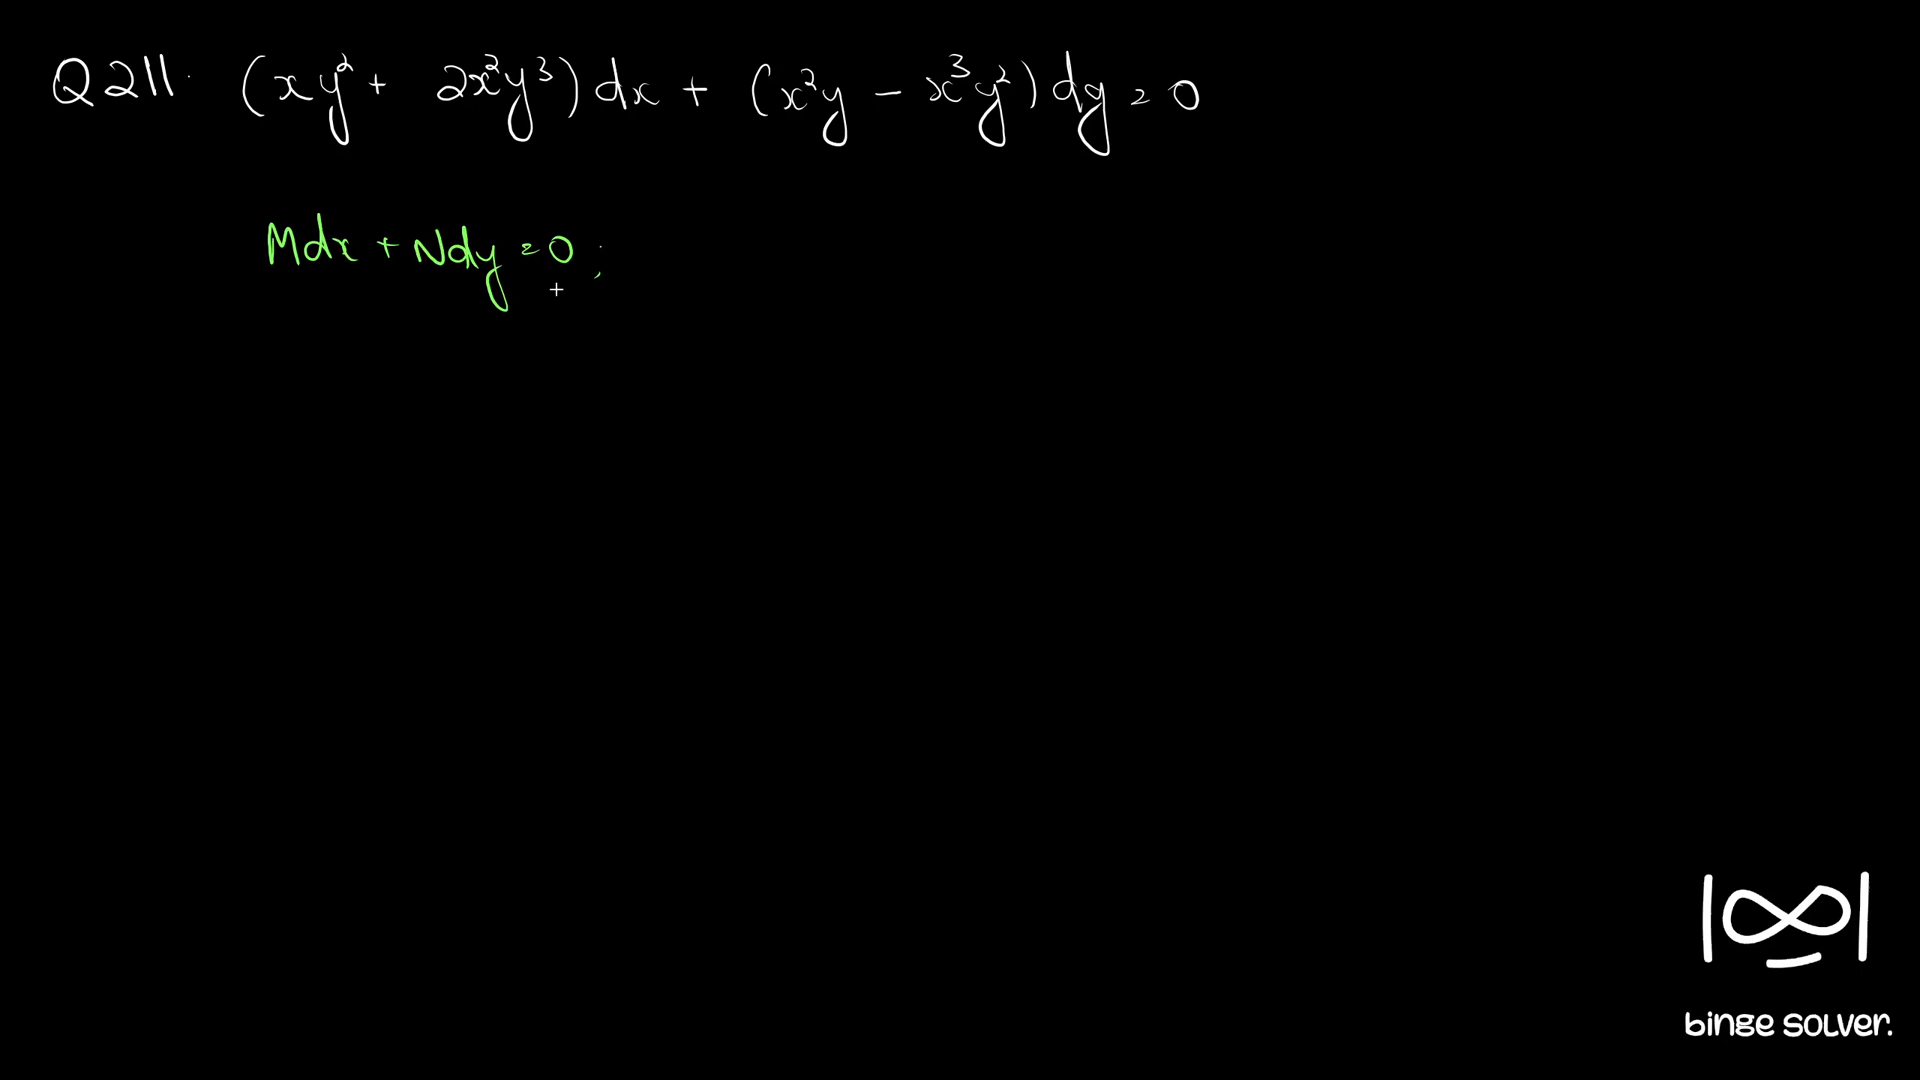 Q211. (xy² + 2x²y³) dx + (x²y - x³y²) dy = 0
Mdx + Ndy = 0 ;
binge solver.